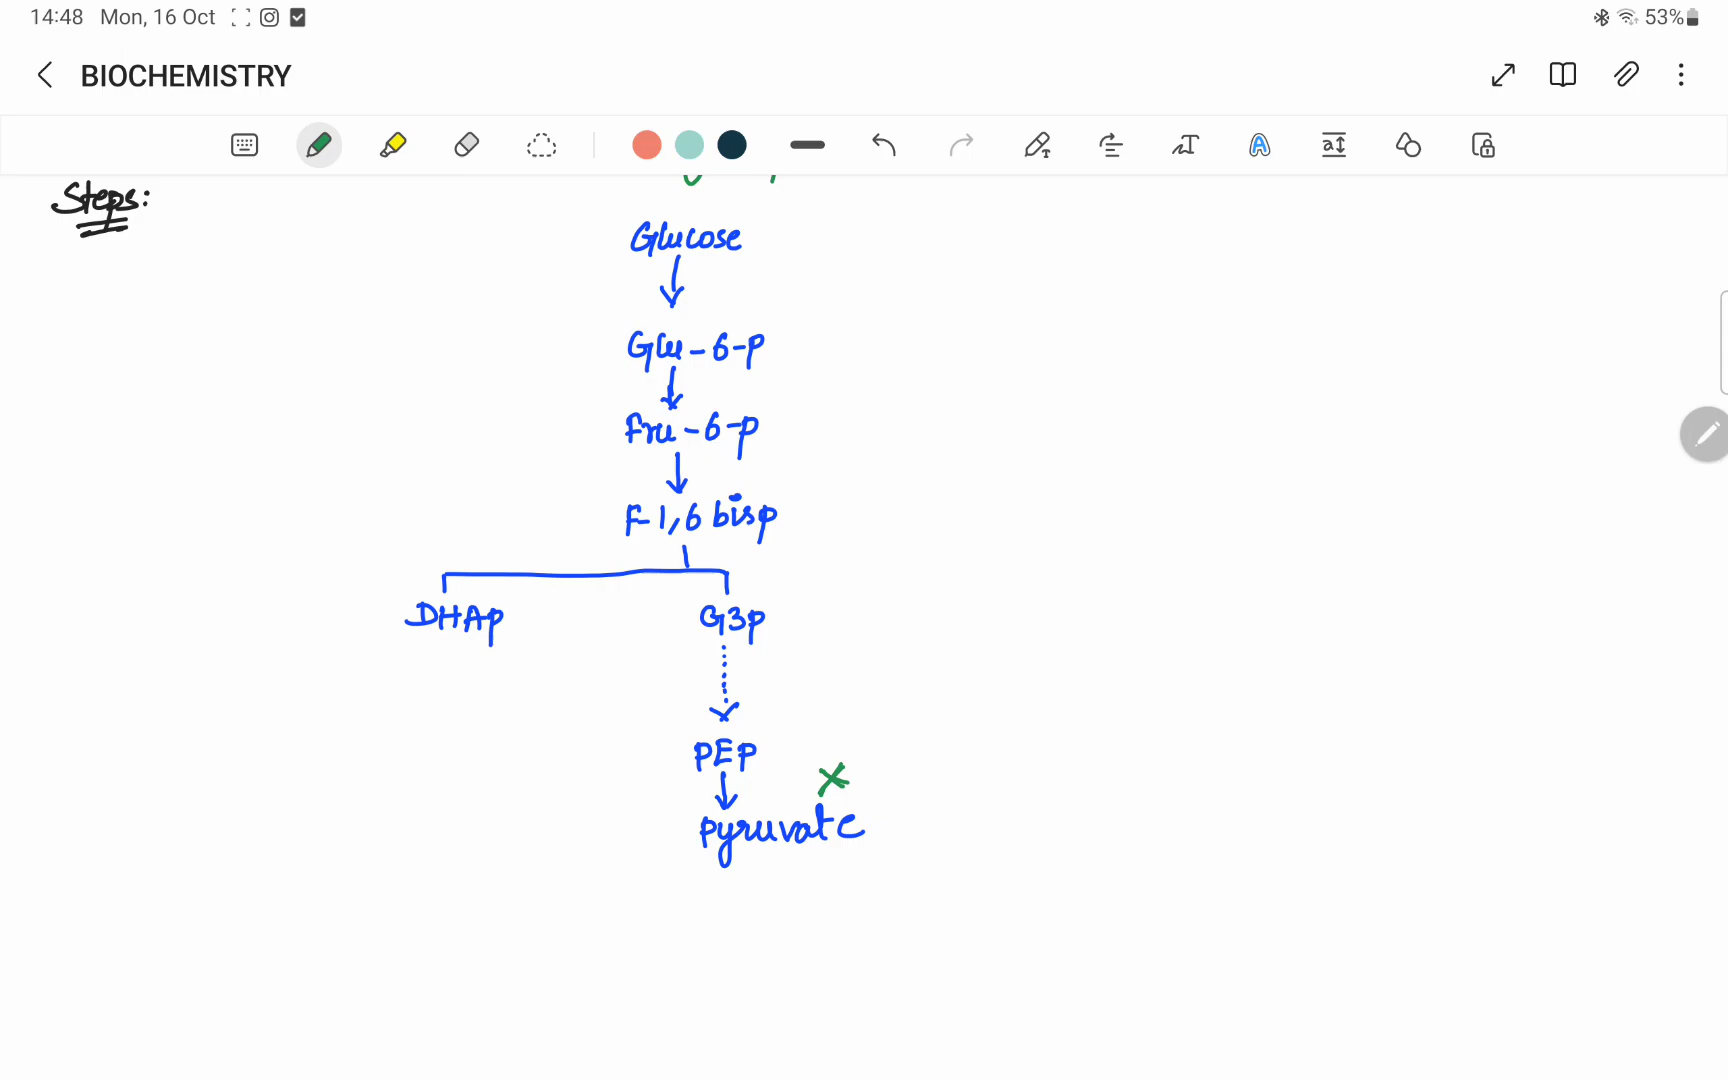 14:48 Mon, 16 Oct 53%
BIOCHEMISTRY
Steps:
Glucose
Glu-6-P
Fru-6-P
F-1,6 bisp
DHAP G3P
PEP
Pyruvate